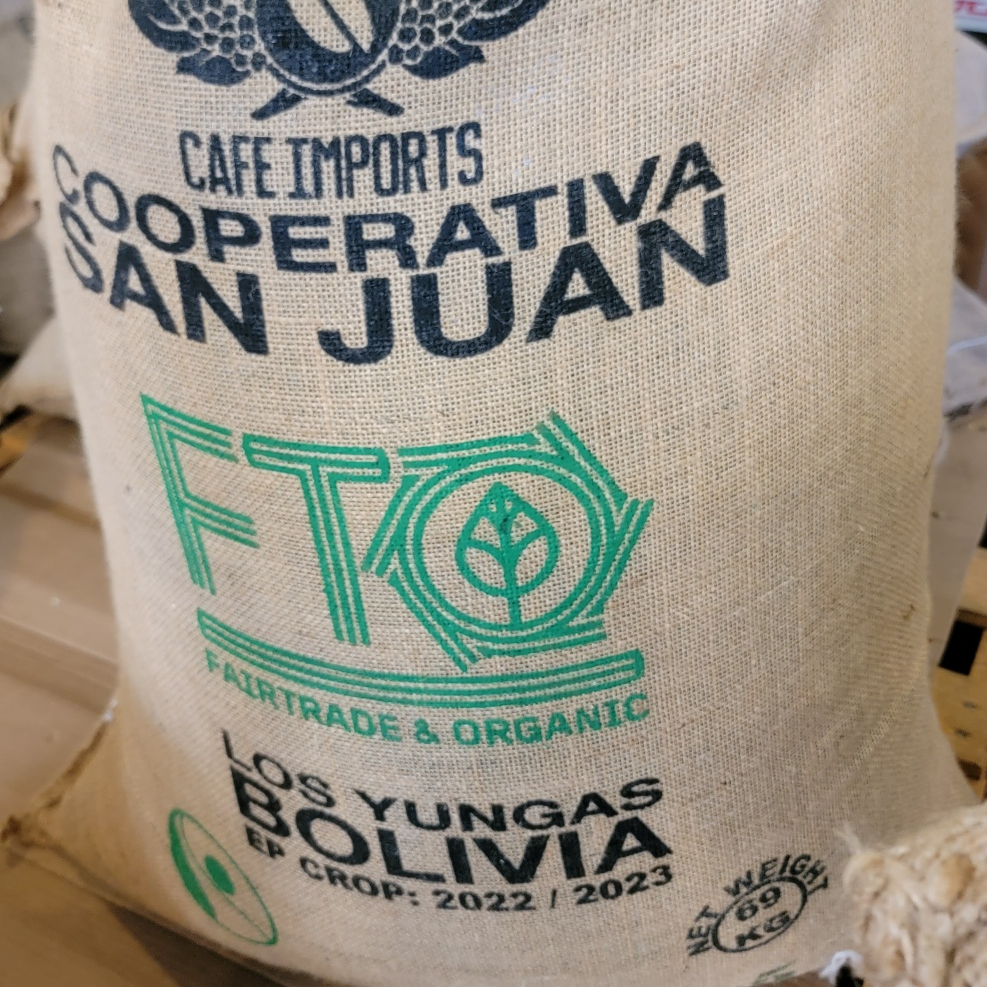 CAFE IMPORTS
COOPERATIVA
SAN JUAN
FTO
FAIRTRADE & ORGANIC
LOS YUNGAS
BOLIVIA
EP CROP: 2022 / 2023
NET WEIGHT
69
KG